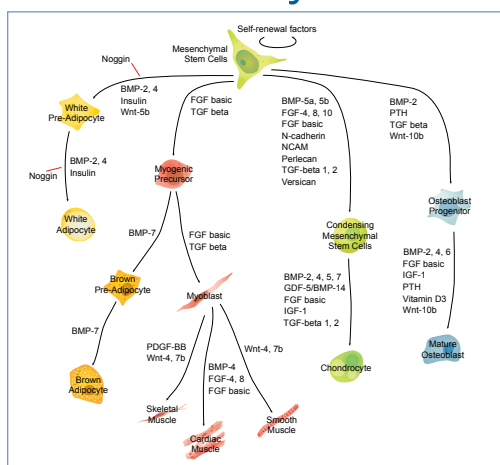 Self-renewal factors
Mesenchymal
Stem Cells
Noggin
BMP-2, 4
Insulin
Wnt-5b
FGF basic
TGF beta
BMP-5a, 5b
FGF-4, 8, 10
FGF basic
N-cadherin
NCAM
Perlecan
TGF-beta 1, 2
Versican
BMP-2
PTH
TGF beta
Wnt-10b
White
Pre-Adipocyte
Noggin
BMP-2, 4
Insulin
Myogenic
Precursor
Osteoblast
Progenitor
White
Adipocyte
BMP-7
FGF basic
TGF beta
Condensing
Mesenchymal
Stem Cells
BMP-2, 4, 6
FGF basic
IGF-1
PTH
Vitamin D3
Wnt-10b
Brown
Pre-Adipocyte
Myoblast
BMP-2, 4, 5, 7
GDF-5/BMP-14
FGF basic
IGF-1
TGF-beta 1, 2
BMP-7
PDGF-BB
Wnt-4, 7b
Wnt-4, 7b
BMP-4
FGF-4, 8
FGF basic
Mature
Osteoblast
Chondrocyte
Brown
Adipocyte
Skeletal
Muscle
Cardiac
Muscle
Smooth
Muscle